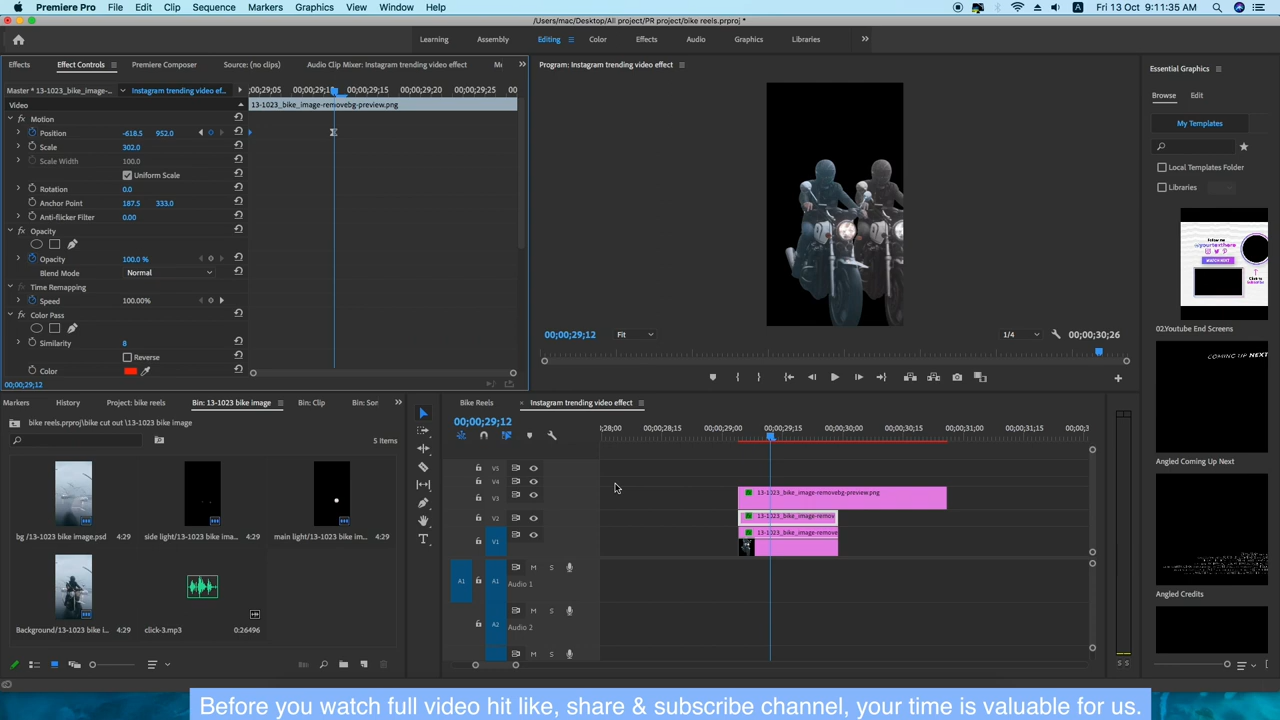 Premiere Pro File Edit Clip Sequence Markers Graphics View Window Help Fri 13 Oct 9:11:35 AM
/Users/mac/Desktop/All project/PR project/bike reels.prproj *
Learning Assembly Editing Color Effects Audio Graphics Libraries
Effects Effect Controls Premiere Composer Source: (no clips) Audio Clip Mixer: Instagram trending video effect
Program: Instagram trending video effect
Essential Graphics
Master * 13-1023_bike_image-... Instagram trending video ef...
;00;29;05 00;00;29;10 00;00;29;15 00;00;29;20 00;00;29;25 00
Browse Edit
Video
13-1023_bike_image-removebg-preview.png
My Templates
fx Motion
Position -618.5 952.0
Scale 302.0
Scale Width 100.0
Local Templates Folder
Uniform Scale
Rotation 0.0
Libraries
Anchor Point 187.5 333.0
Anti-flicker Filter 0.00
fx Opacity
Opacity 100.0 %
Blend Mode Normal
Time Remapping
Speed 100.00%
fx Color Pass
Similarity 8
Reverse
Color
00;00;29;12
02.Youtube End Screens
00;00;29;12 Fit 1/4 00;00;30;26
COMING UP NEXT
Markers History Project: bike reels Bin: 13-1023 bike image Bin: Clip Bin: Son
bike reels.prproj\bike cut out \13-1023 bike image
5 Items
bg /13-1023 bike image.psd 4:29
side light/13-1023 bike ima... 4:29
main light/13-1023 bike im... 4:29
Background/13-1023 bike i... 4:29
click-3.mp3 0:26496
Bike Reels × Instagram trending video effect
00;00;29;12
;28;00 00;00;28;15 00;00;29;00 00;00;29;15 00;00;30;00 00;00;30;15 00;00;31;00 00;00;31;15 00;00;3
V5
V4
V3 13-1023_bike_image-removebg-preview.png
V2 13-1023_bike_image-remov
V1 13-1023_bike_image-remove
A1 A1 M S
Audio 1
A2 M S
Audio 2
M S
S S
Angled Coming Up Next
Angled Credits
Before you watch full video hit like, share & subscribe channel, your time is valuable for us.